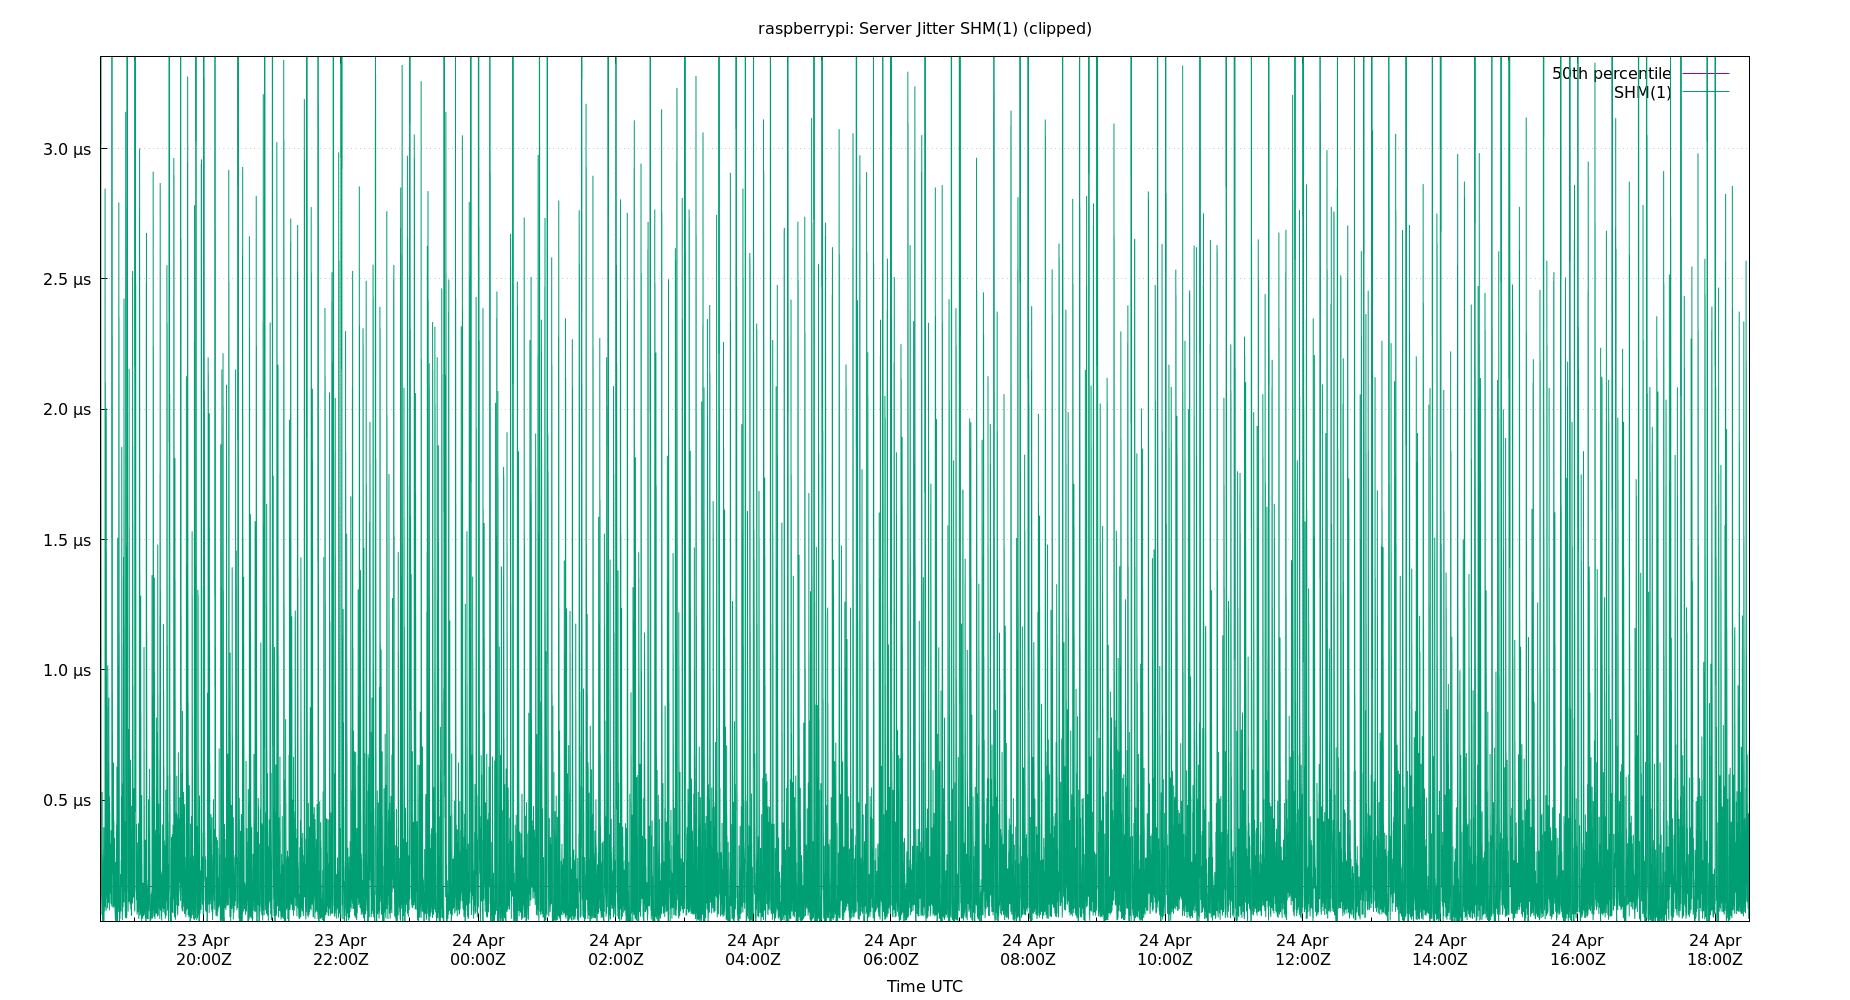 raspberrypi: Server Jitter SHM(1) (clipped)
50th percentile
SHM(1)
3.0 µs
2.5 µs
2.0 µs
1.5 µs
1.0 µs
0.5 µs
23 Apr 23 Apr 24 Apr 24 Apr 24 Apr 24 Apr 24 Apr 24 Apr 24 Apr 24 Apr 24 Apr 24 Apr
20:00Z 22:00Z 00:00Z 02:00Z 04:00Z 06:00Z 08:00Z 10:00Z 12:00Z 14:00Z 16:00Z 18:00Z
Time UTC